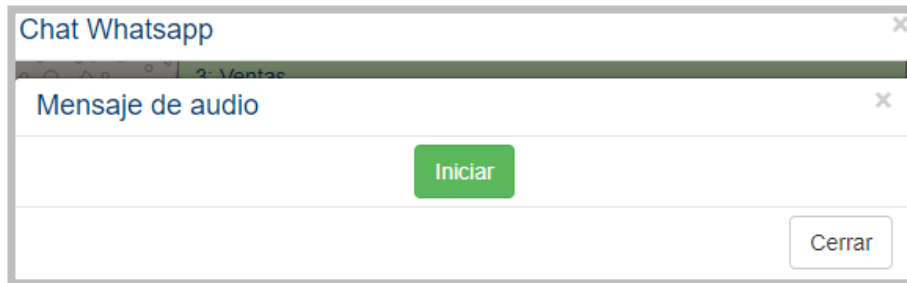 Chat Whatsapp
3: Ventas
Mensaje de audio
Iniciar
Cerrar